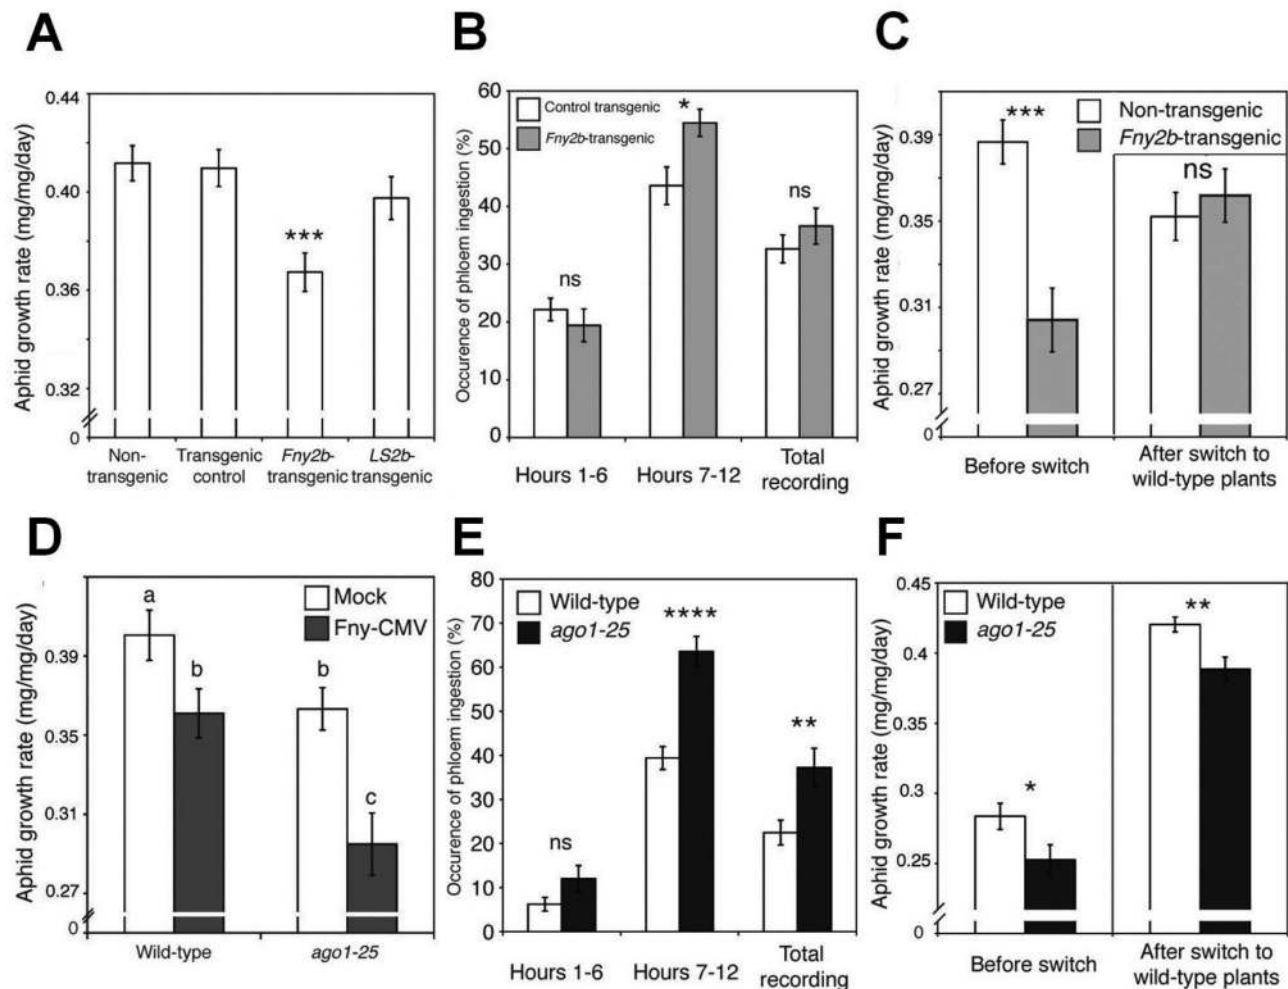 A
Aphid growth rate (mg/mg/day)
0.44
0.40
0.36
0.32
0
***
Non-
transgenic
Transgenic
control
Fny2b-
transgenic
LS2b-
transgenic
B
Occurence of phloem ingestion (%)
60
50
40
30
20
10
0
Control transgenic
Fny2b-transgenic
ns
*
ns
Hours 1-6
Hours 7-12
Total
recording
C
Aphid growth rate (mg/mg/day)
0.39
0.35
0.31
0.27
0
Non-transgenic
Fny2b-transgenic
***
ns
Before switch
After switch to
wild-type plants
D
Aphid growth rate (mg/mg/day)
0.39
0.35
0.31
0.27
0
Mock
Fny-CMV
a
b
b
c
Wild-type
ago1-25
E
Occurence of phloem ingestion (%)
80
70
60
50
40
30
20
10
0
Wild-type
ago1-25
ns
****
**
Hours 1-6
Hours 7-12
Total
recording
F
Aphid growth rate (mg/mg/day)
0.45
0.4
0.35
0.3
0.25
0
Wild-type
ago1-25
*
**
Before switch
After switch to
wild-type plants